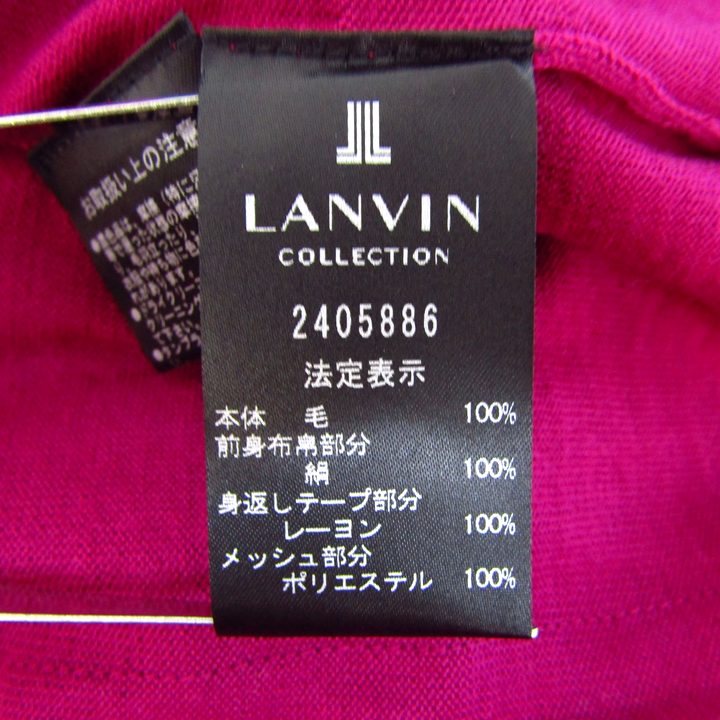 LANVIN
COLLECTION
2405886
法定表示
本体 毛 100%
前身布帛部分
絹 100%
身返しテープ部分
レーヨン 100%
メッシュ部分
ポリエステル 100%
お取扱い上の注意